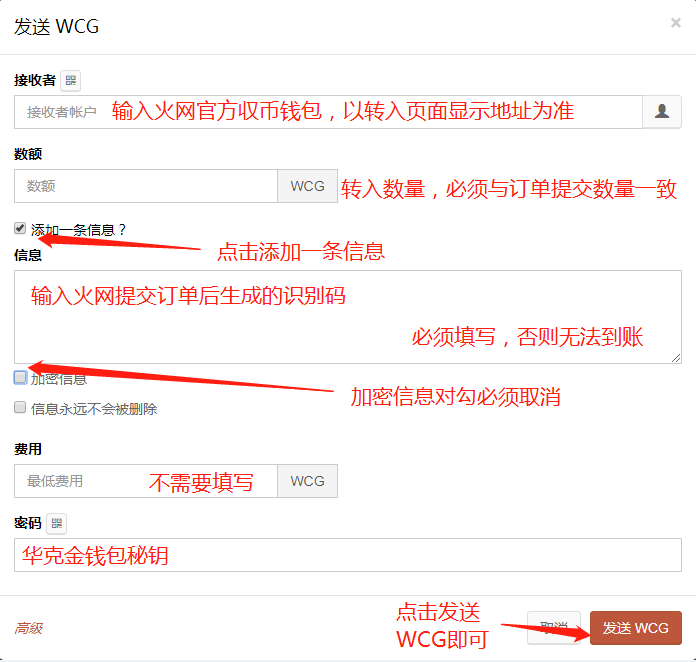 发送 WCG
×
接收者
接收者帐户 输入火网官方収币钱包，以转入页面显示地址为准
数额
数额 WCG 转入数量，必须与订单提交数量一致
添加一条信息？
点击添加一条信息
信息
输入火网提交订单后生成的识别码
必须填写，否则无法到账
加密信息
加密信息对勾必须取消
信息永远不会被删除
费用
最低费用 不需要填写 WCG
密码
华克金钱包秘钥
点击发送
WCG即可
高级 取消 发送 WCG